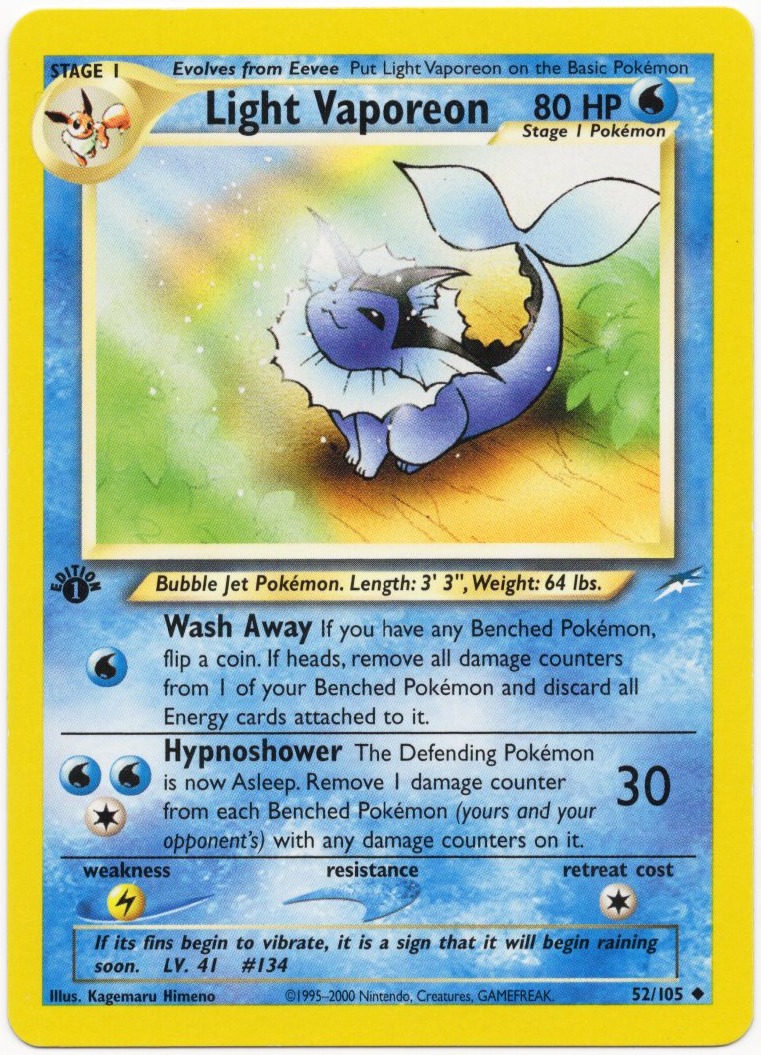 STAGE 1
Evolves from Eevee Put Light Vaporeon on the Basic Pokémon
Light Vaporeon 80 HP
Stage 1 Pokémon
EDITION
1
Bubble Jet Pokémon. Length: 3' 3", Weight: 64 lbs.
Wash Away If you have any Benched Pokémon,
flip a coin. If heads, remove all damage counters
from 1 of your Benched Pokémon and discard all
Energy cards attached to it.
Hypnoshower The Defending Pokémon
is now Asleep. Remove 1 damage counter
from each Benched Pokémon (yours and your
opponent's) with any damage counters on it.
30
weakness resistance retreat cost
If its fins begin to vibrate, it is a sign that it will begin raining
soon. LV. 41 #134
Illus. Kagemaru Himeno ©1995–2000 Nintendo, Creatures, GAMEFREAK. 52/105